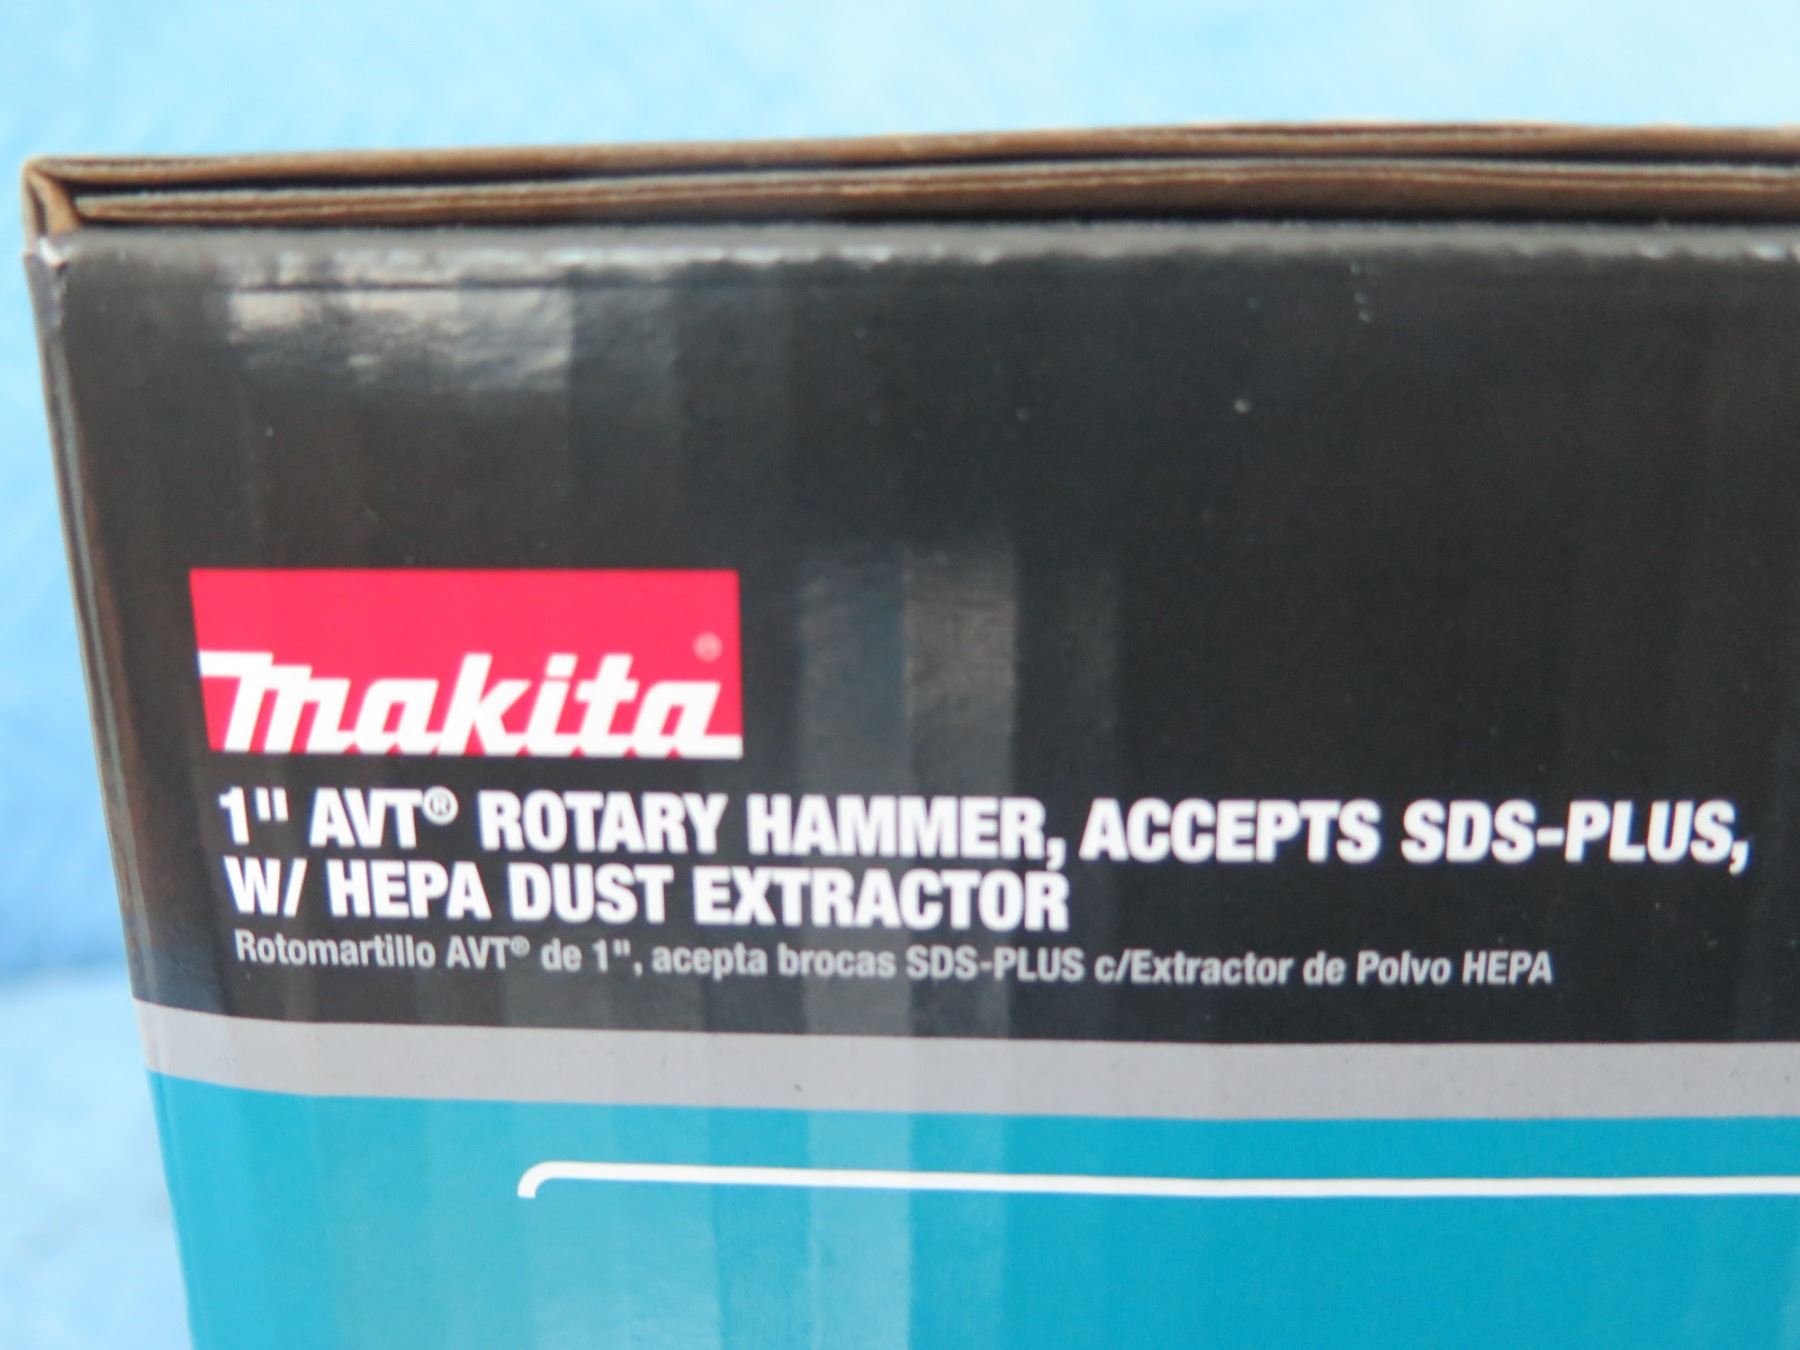 makita®
1" AVT® ROTARY HAMMER, ACCEPTS SDS-PLUS,
W/ HEPA DUST EXTRACTOR
Rotomartillo AVT® de 1", acepta brocas SDS-PLUS c/Extractor de Polvo HEPA